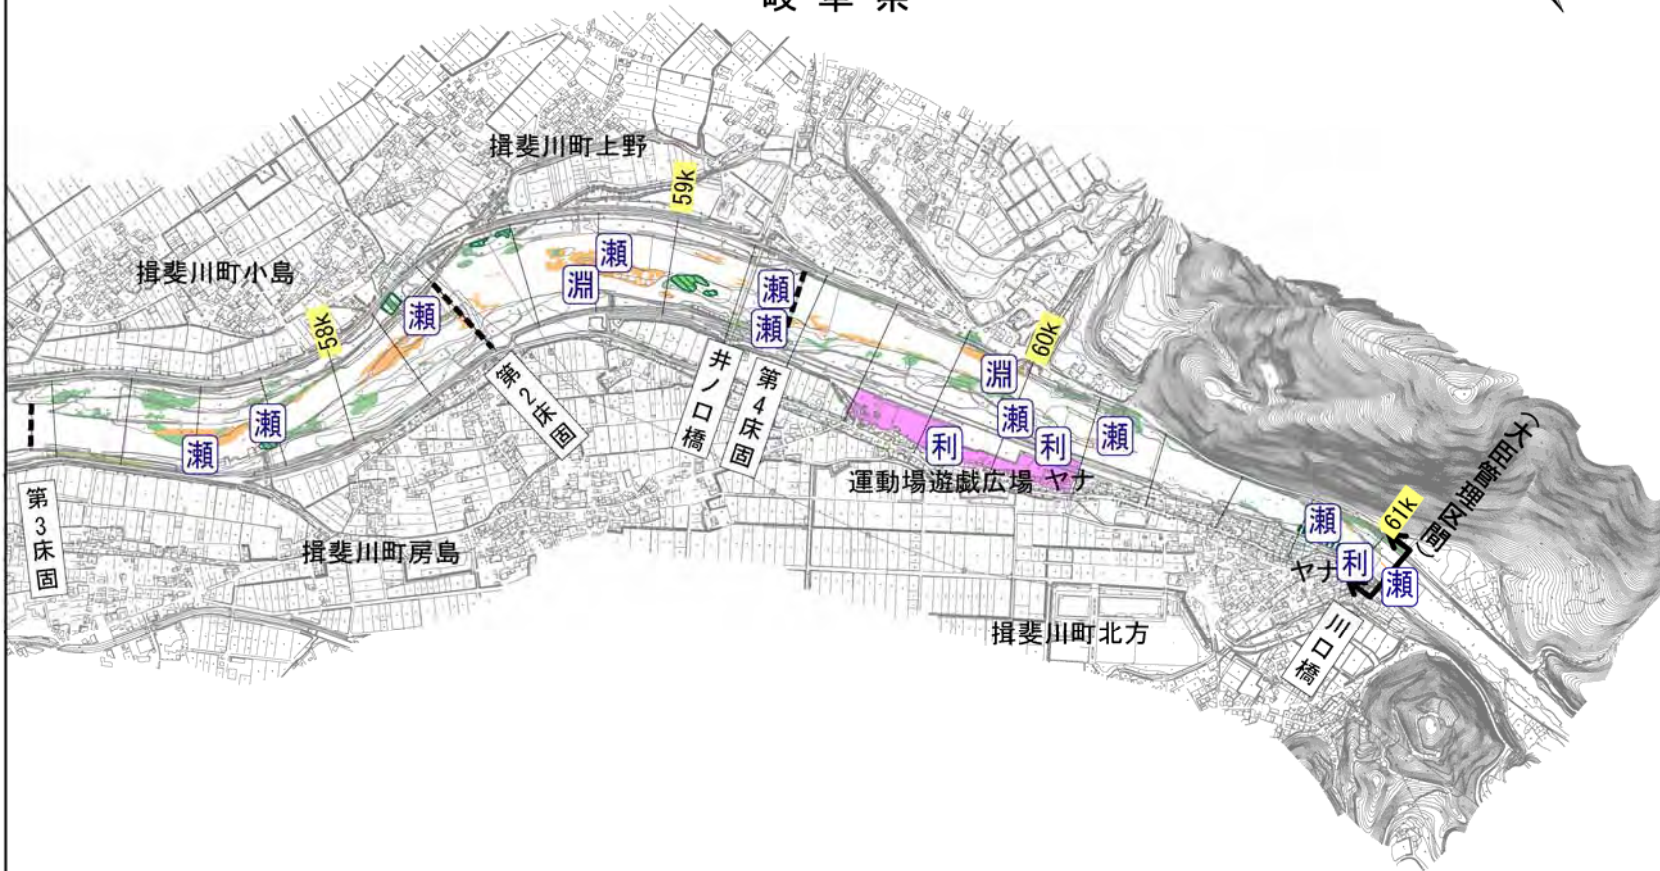 岐阜県
揖斐川町上野
59k
揖斐川町小島
瀬
淵
瀬
58k
瀬
瀬
60k
淵
井ノ口橋
第4床固
第2床固
瀬
瀬
瀬
利
利
瀬
運動場遊戯広場 ヤナ
第3床固
揖斐川町房島
(大臣管理区間)
61k
瀬
ヤナ
利
瀬
揖斐川町北方
川口橋